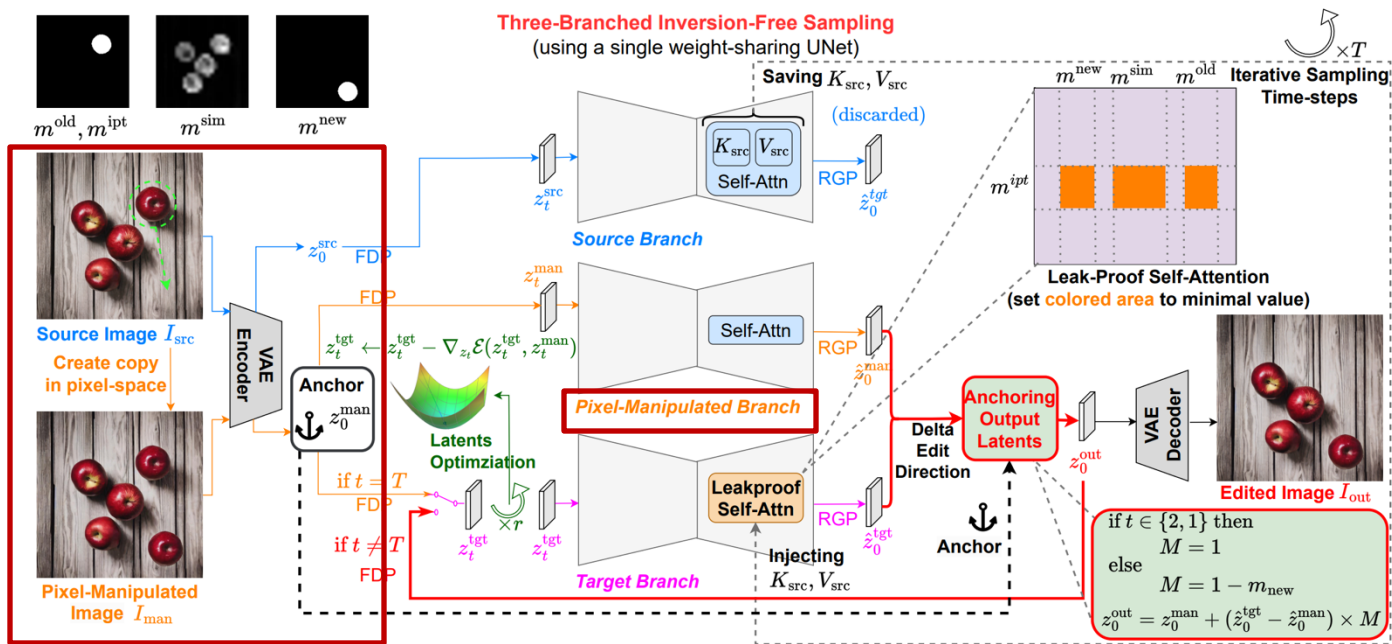 Three-Branched Inversion-Free Sampling
(using a single weight-sharing UNet)
×T
Iterative Sampling
Time-steps
m^old, m^ipt
m^sim
m^new
Saving K_src, V_src
K_src
V_src
Self-Attn
(discarded)
RGP
z_t^src
ẑ_0^tgt
Source Branch
m^new
m^sim
m^old
m^ipt
Leak-Proof Self-Attention
(set colored area to minimal value)
Source Image I_src
Create copy
in pixel-space
Pixel-Manipulated
Image I_man
VAE
Encoder
z_0^src
FDP
Anchor
z_0^man
FDP
z_t^man
z_t^tgt ← z_t^tgt − ∇_{z_t} ℰ(z_t^tgt, z_t^man)
Self-Attn
RGP
ẑ_0^man
Pixel-Manipulated Branch
Latents
Optimziation
×r
if t = T
FDP
if t ≠ T
FDP
z_t^tgt
z_t^tgt
Leakproof
Self-Attn
RGP
ẑ_0^tgt
Injecting
K_src, V_src
Target Branch
Delta
Edit
Direction
Anchoring
Output
Latents
Anchor
z_0^out
VAE
Decoder
Edited Image I_out
if t ∈ {2, 1} then
M = 1
else
M = 1 − m_new
z_0^out = z_0^man + (ẑ_0^tgt − ẑ_0^man) × M